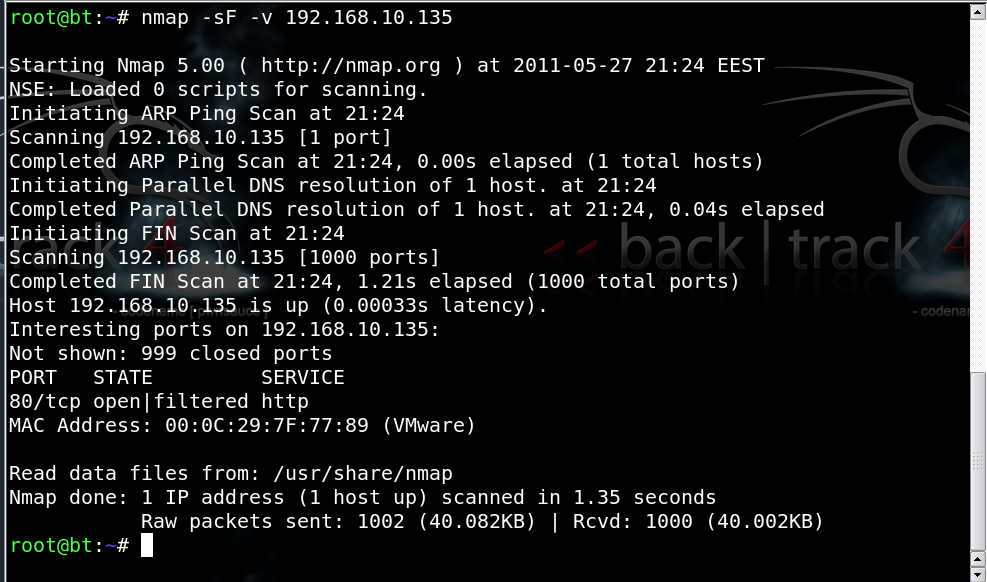 root@bt:~# nmap -sF -v 192.168.10.135

Starting Nmap 5.00 ( http://nmap.org ) at 2011-05-27 21:24 EEST
NSE: Loaded 0 scripts for scanning.
Initiating ARP Ping Scan at 21:24
Scanning 192.168.10.135 [1 port]
Completed ARP Ping Scan at 21:24, 0.00s elapsed (1 total hosts)
Initiating Parallel DNS resolution of 1 host. at 21:24
Completed Parallel DNS resolution of 1 host. at 21:24, 0.04s elapsed
Initiating FIN Scan at 21:24
Scanning 192.168.10.135 [1000 ports]
Completed FIN Scan at 21:24, 1.21s elapsed (1000 total ports)
Host 192.168.10.135 is up (0.00033s latency).
Interesting ports on 192.168.10.135:
Not shown: 999 closed ports
PORT   STATE         SERVICE
80/tcp open|filtered http
MAC Address: 00:0C:29:7F:77:89 (VMware)

Read data files from: /usr/share/nmap
Nmap done: 1 IP address (1 host up) scanned in 1.35 seconds
           Raw packets sent: 1002 (40.082KB) | Rcvd: 1000 (40.002KB)
root@bt:~#
<< back | track 4